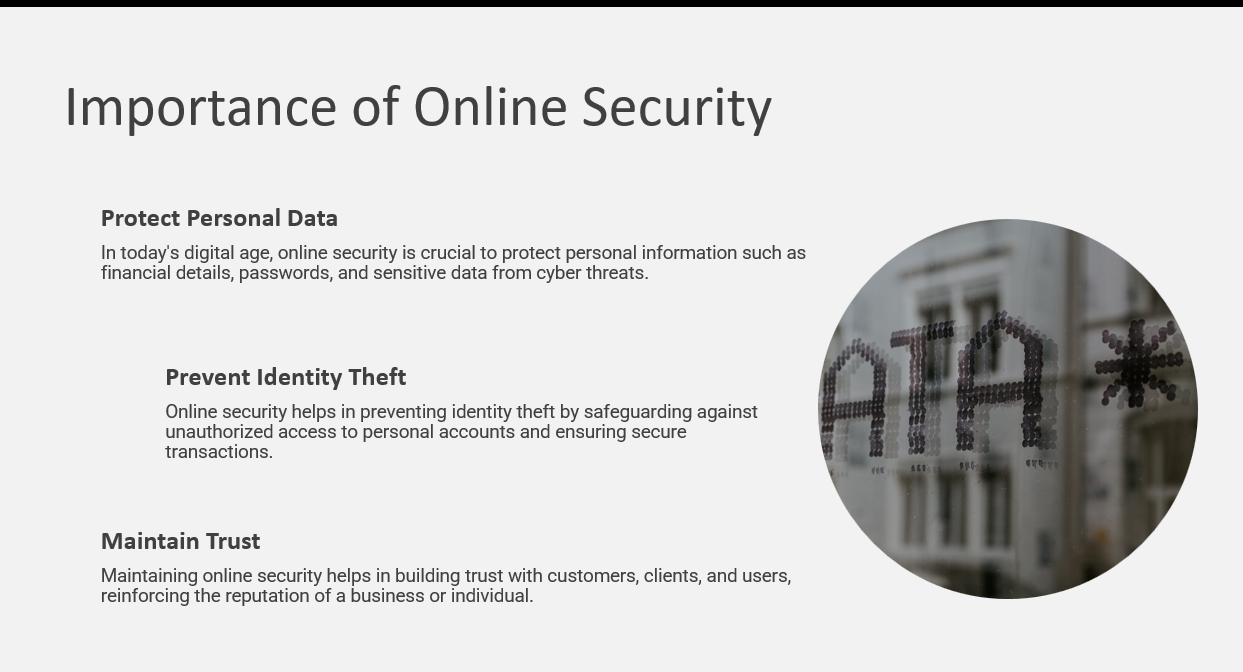 Importance of Online Security
Protect Personal Data
In today's digital age, online security is crucial to protect personal information such as
financial details, passwords, and sensitive data from cyber threats.
Prevent Identity Theft
Online security helps in preventing identity theft by safeguarding against
unauthorized access to personal accounts and ensuring secure
transactions.
Maintain Trust
Maintaining online security helps in building trust with customers, clients, and users,
reinforcing the reputation of a business or individual.
ATA *